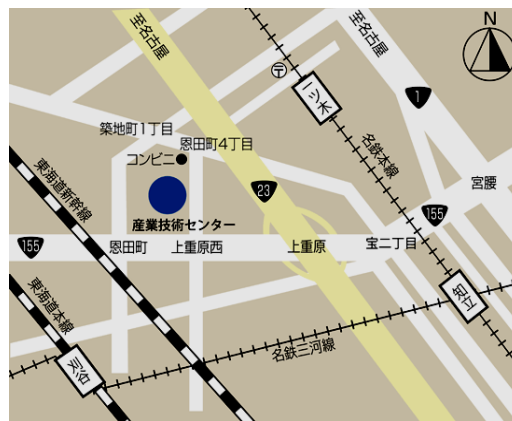 至名古屋
至名古屋
N
一ツ木
1
築地町1丁目
恩田町4丁目
コンビニ
名鉄本線
東海道新幹線
23
宮腰
産業技術センター
155
155
恩田町
上重原西
上重原
宝二丁目
東海道本線
知立
名鉄三河線
刈谷